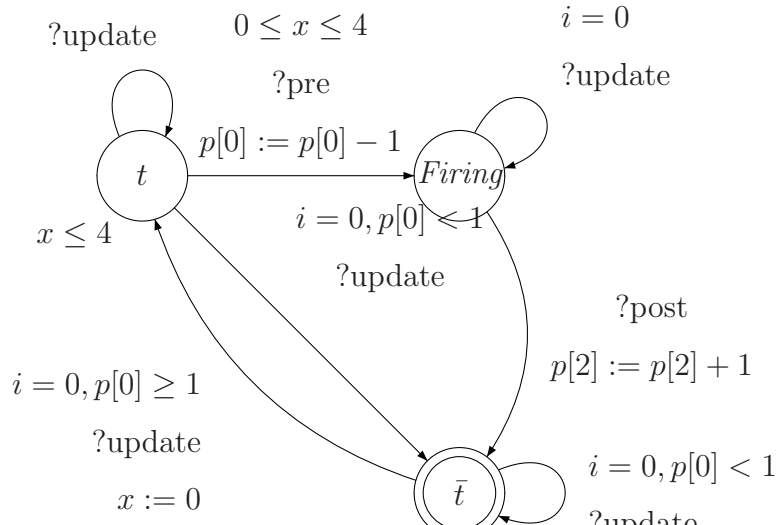 ?update
0 ≤ x ≤ 4
?pre
p[0] := p[0] − 1
i = 0
?update
t
Firing
x ≤ 4
i = 0, p[0] < 1
?update
?post
p[2] := p[2] + 1
i = 0, p[0] ≥ 1
?update
x := 0
t̄
i = 0, p[0] < 1
?update